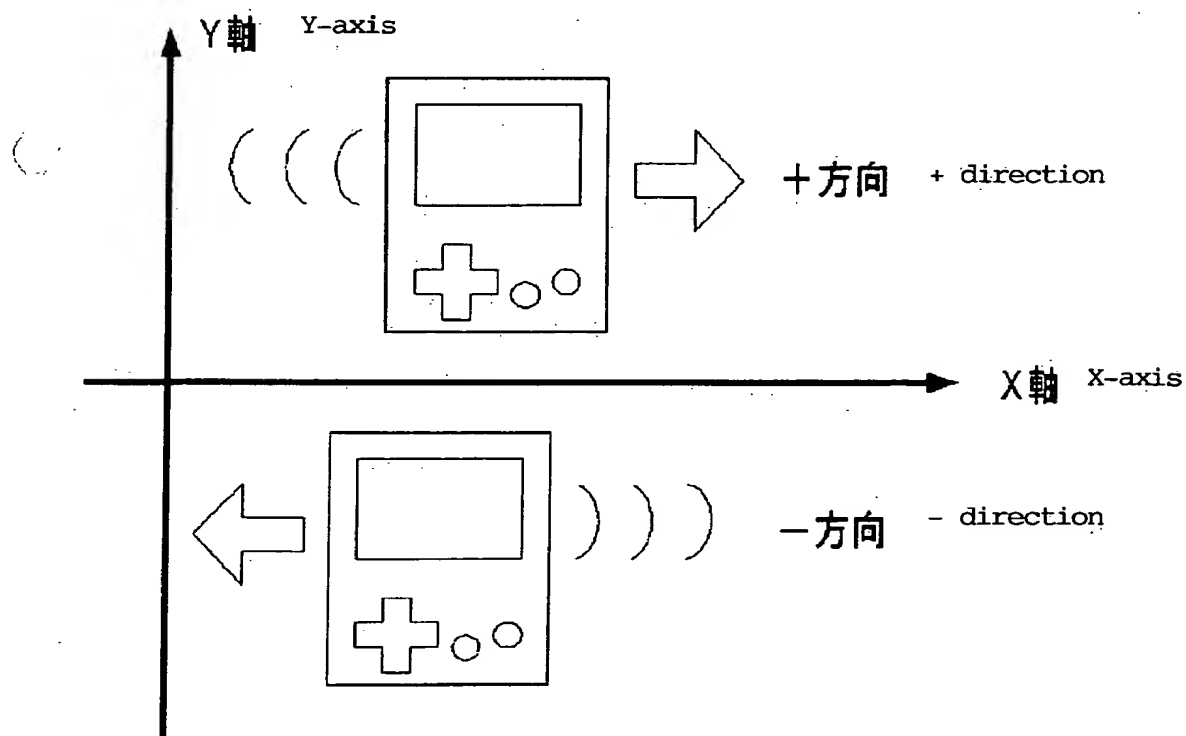 Y軸 Y-axis
+方向 + direction
X軸 X-axis
−方向 - direction